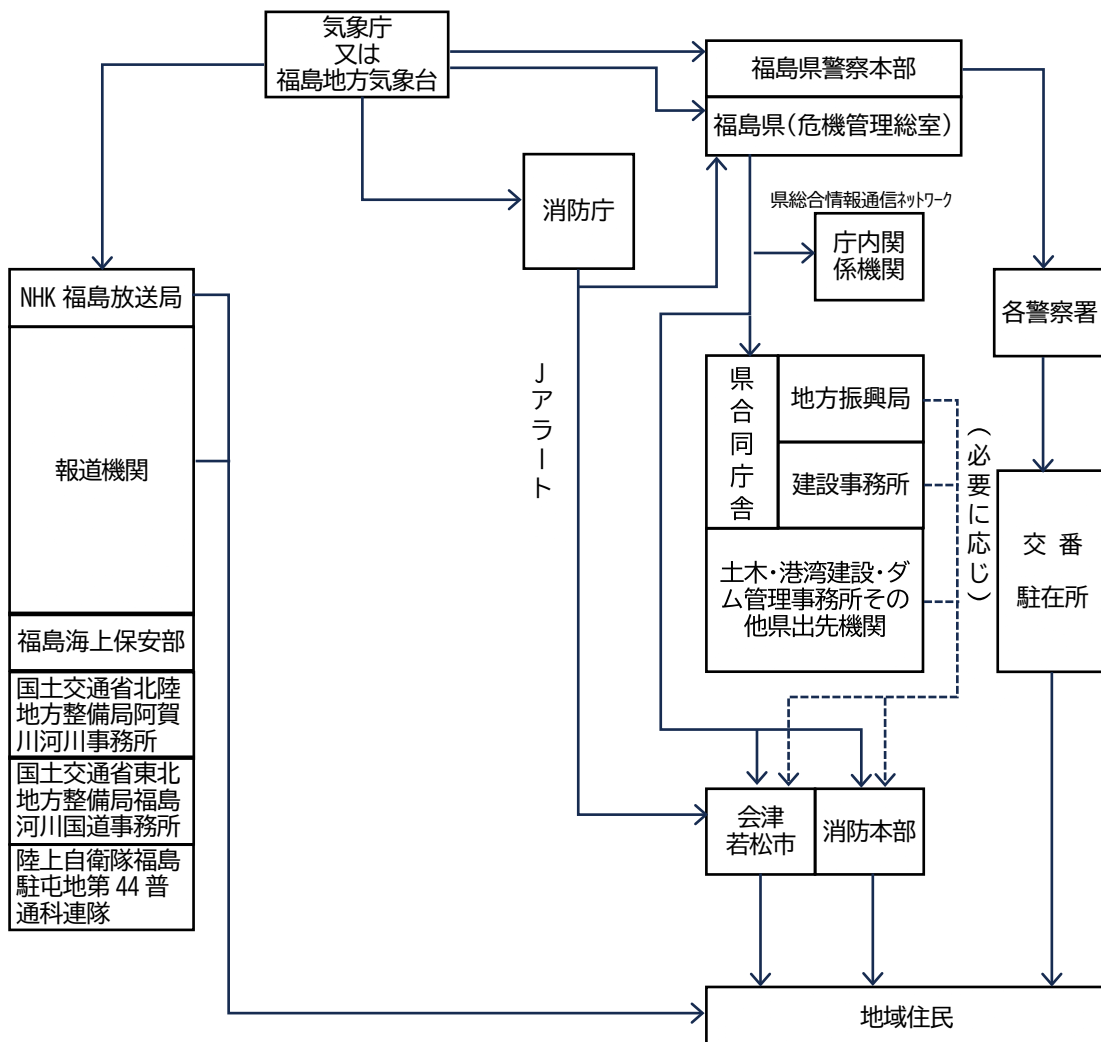 気象庁
又は
福島地方気象台
福島県警察本部
福島県(危機管理総室)
消防庁
県総合情報通信ネットワーク
庁内関
係機関
NHK 福島放送局
各警察署
Jアラート
県合同庁舎
地方振興局
(必要に応じ)
報道機関
建設事務所
交 番
駐在所
土木・港湾建設・ダ
ム管理事務所その
他県出先機関
福島海上保安部
国土交通省北陸
地方整備局阿賀
川河川事務所
国土交通省東北
地方整備局福島
河川国道事務所
会津
若松市
消防本部
陸上自衛隊福島
駐屯地第 44 普
通科連隊
地域住民